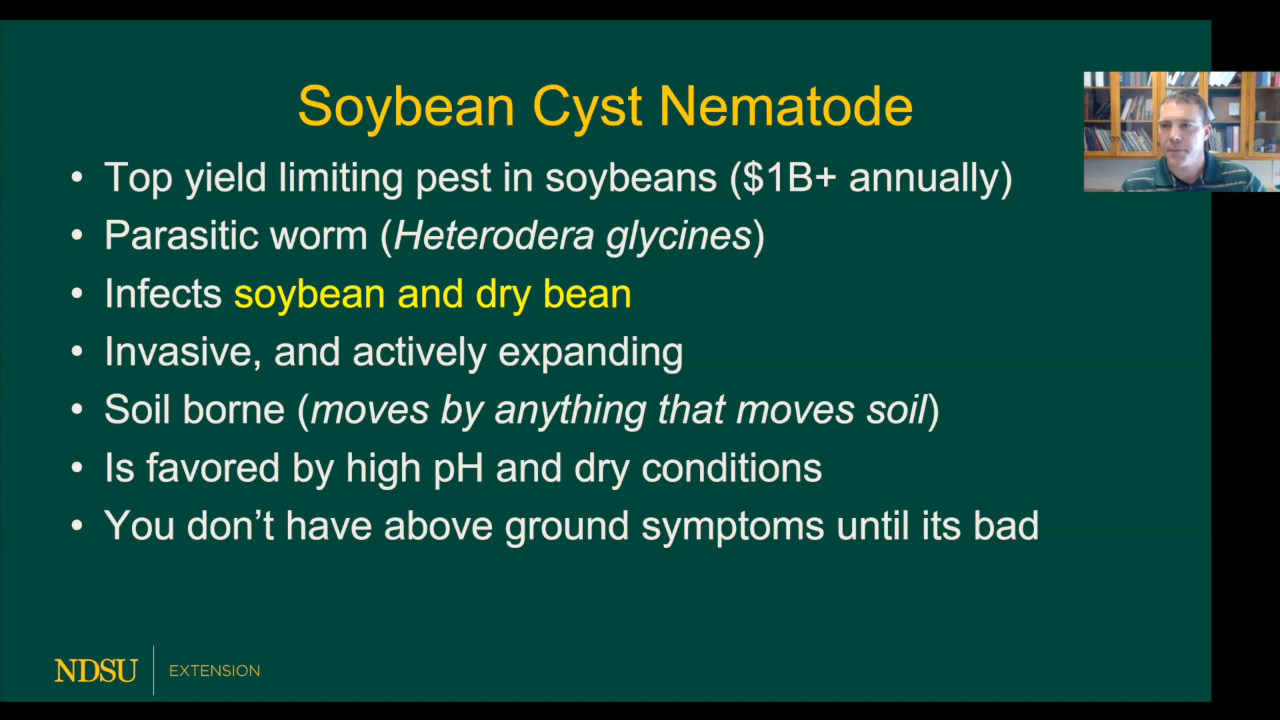 Soybean Cyst Nematode
• Top yield limiting pest in soybeans ($1B+ annually)
• Parasitic worm (Heterodera glycines)
• Infects soybean and dry bean
• Invasive, and actively expanding
• Soil borne (moves by anything that moves soil)
• Is favored by high pH and dry conditions
• You don’t have above ground symptoms until its bad
NDSU EXTENSION